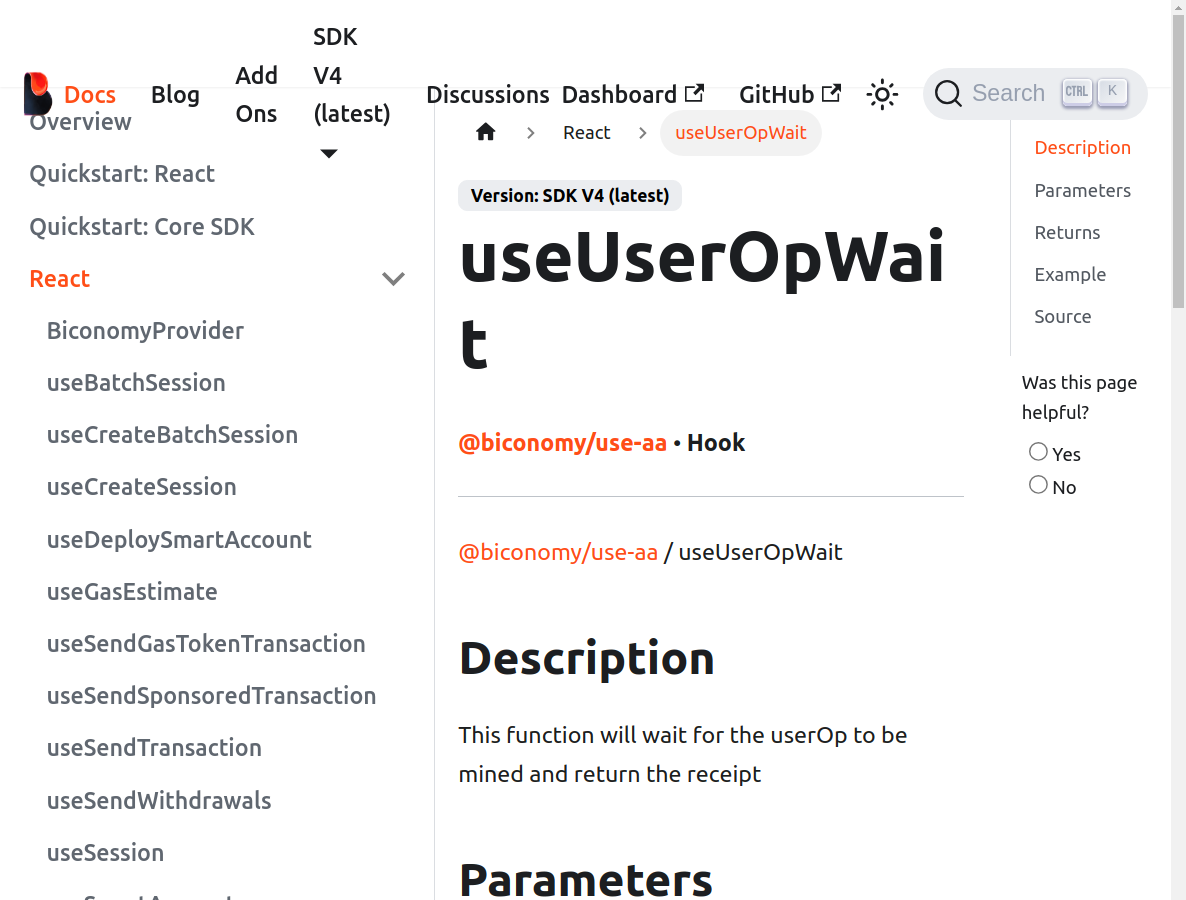 Docs
Blog
Add
Ons
SDK
V4
(latest)
Discussions
Dashboard
GitHub
Search
CTRL
K
Overview
Quickstart: React
Quickstart: Core SDK
React
BiconomyProvider
useBatchSession
useCreateBatchSession
useCreateSession
useDeploySmartAccount
useGasEstimate
useSendGasTokenTransaction
useSendSponsoredTransaction
useSendTransaction
useSendWithdrawals
useSession
React
useUserOpWait
Version: SDK V4 (latest)
useUserOpWai
t
@biconomy/use-aa • Hook
@biconomy/use-aa / useUserOpWait
Description
This function will wait for the userOp to be
mined and return the receipt
Parameters
Description
Parameters
Returns
Example
Source
Was this page
helpful?
Yes
No